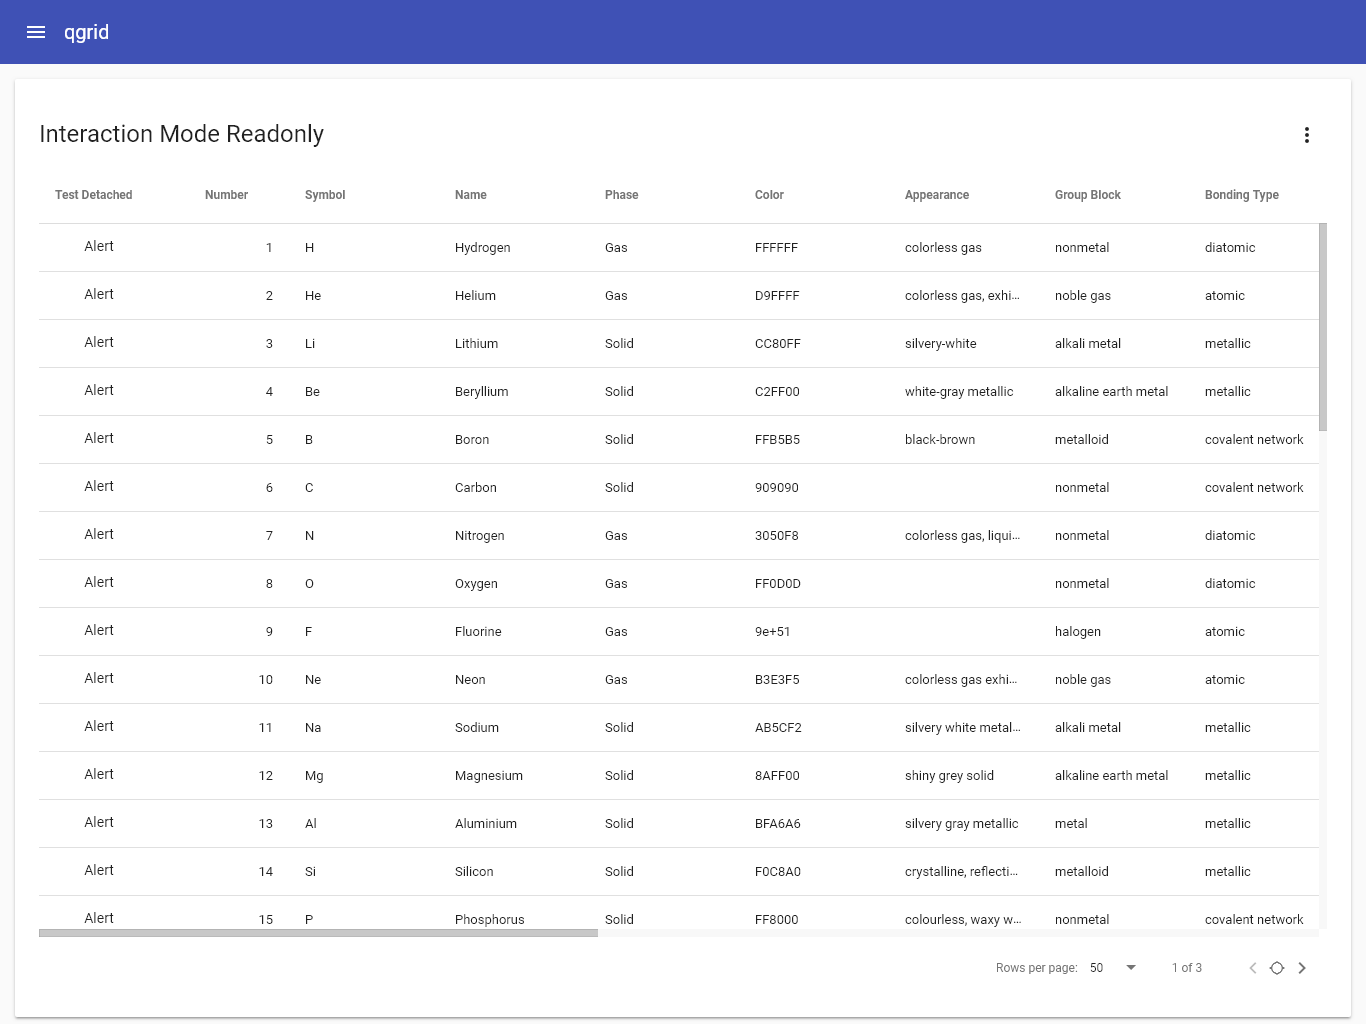 qgrid
Interaction Mode Readonly
Test Detached Number Symbol Name Phase Color Appearance Group Block Bonding Type
Alert 1 H Hydrogen Gas FFFFFF colorless gas nonmetal diatomic
Alert 2 He Helium Gas D9FFFF colorless gas, exhi... noble gas atomic
Alert 3 Li Lithium Solid CC80FF silvery-white alkali metal metallic
Alert 4 Be Beryllium Solid C2FF00 white-gray metallic alkaline earth metal metallic
Alert 5 B Boron Solid FFB5B5 black-brown metalloid covalent network
Alert 6 C Carbon Solid 909090 nonmetal covalent network
Alert 7 N Nitrogen Gas 3050F8 colorless gas, liqui... nonmetal diatomic
Alert 8 O Oxygen Gas FF0D0D nonmetal diatomic
Alert 9 F Fluorine Gas 9e+51 halogen atomic
Alert 10 Ne Neon Gas B3E3F5 colorless gas exhi... noble gas atomic
Alert 11 Na Sodium Solid AB5CF2 silvery white metal... alkali metal metallic
Alert 12 Mg Magnesium Solid 8AFF00 shiny grey solid alkaline earth metal metallic
Alert 13 Al Aluminium Solid BFA6A6 silvery gray metallic metal metallic
Alert 14 Si Silicon Solid F0C8A0 crystalline, reflecti... metalloid metallic
Alert 15 P Phosphorus Solid FF8000 colourless, waxy w... nonmetal covalent network
Rows per page: 50 1 of 3